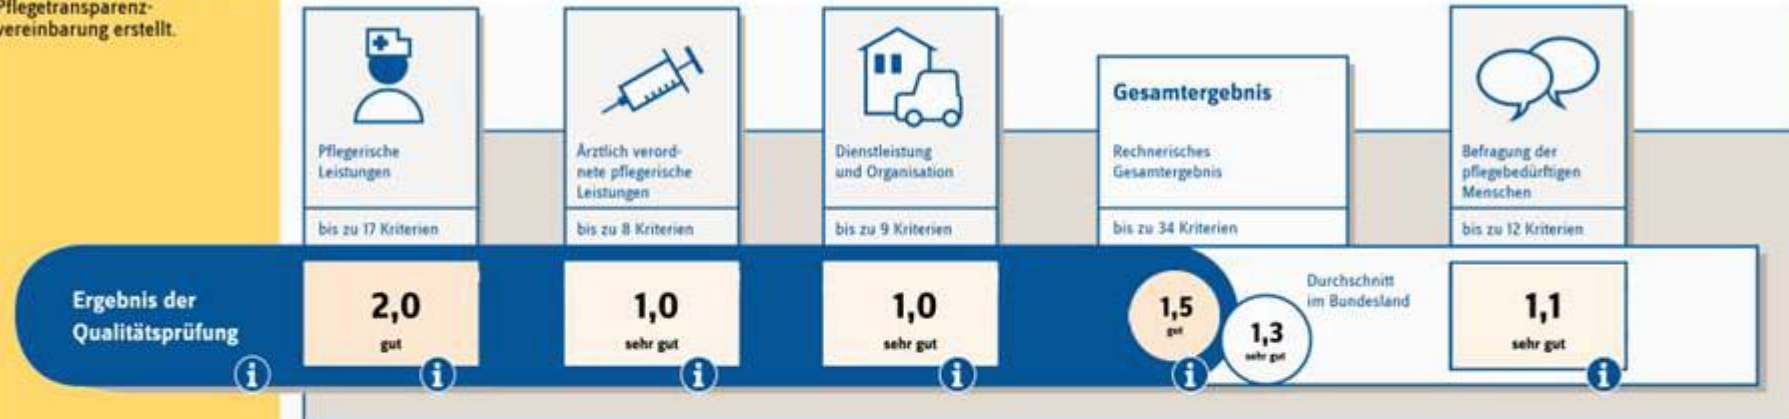 Pflegetransparenz-
vereinbarung erstellt.
Pflegerische
Leistungen
bis zu 17 Kriterien
Ärztlich verord-
nete pflegerische
Leistungen
bis zu 8 Kriterien
Dienstleistung
und Organisation
bis zu 9 Kriterien
Gesamtergebnis
Rechnerisches
Gesamtergebnis
bis zu 34 Kriterien
Befragung der
pflegebedürftigen
Menschen
bis zu 12 Kriterien
Ergebnis der
Qualitätsprüfung
i
2,0
gut
i
1,0
sehr gut
i
1,0
sehr gut
i
1,5
gut
i
1,3
sehr gut
Durchschnitt
im Bundesland
1,1
sehr gut
i